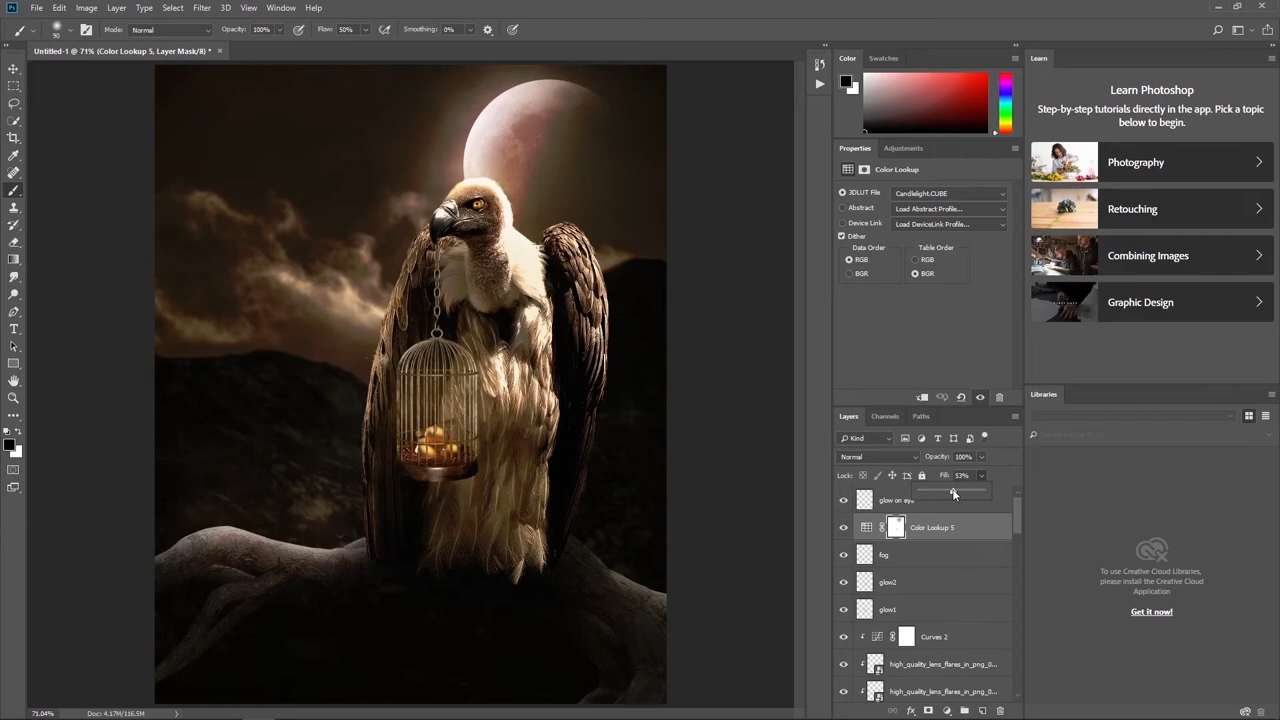 Ps File Edit Image Layer Type Select Filter 3D View Window Help
90 Mode: Normal Opacity: 100% Flow: 50% Smoothing: 0%
Untitled-1 @ 71% (Color Lookup 5, Layer Mask/8) *
Color Swatches
Properties Adjustments
Color Lookup
3DLUT File Candlelight.CUBE
Abstract Load Abstract Profile...
Device Link Load DeviceLink Profile...
Dither
Data Order Table Order
RGB RGB
BGR BGR
Layers Channels Paths
Kind
Normal Opacity: 100%
Lock: Fill: 53%
glow on eye
Color Lookup 5
fog
glow2
glow1
Curves 2
high_quality_lens_flares_in_png_0...
high_quality_lens_flares_in_png_0...
Learn
Learn Photoshop
Step-by-step tutorials directly in the app. Pick a topic
below to begin.
Photography
Retouching
Combining Images
Graphic Design
Libraries
To use Creative Cloud Libraries,
please install the Creative Cloud
Application
Get it now!
71.04% Doc: 4.17M/116.5M